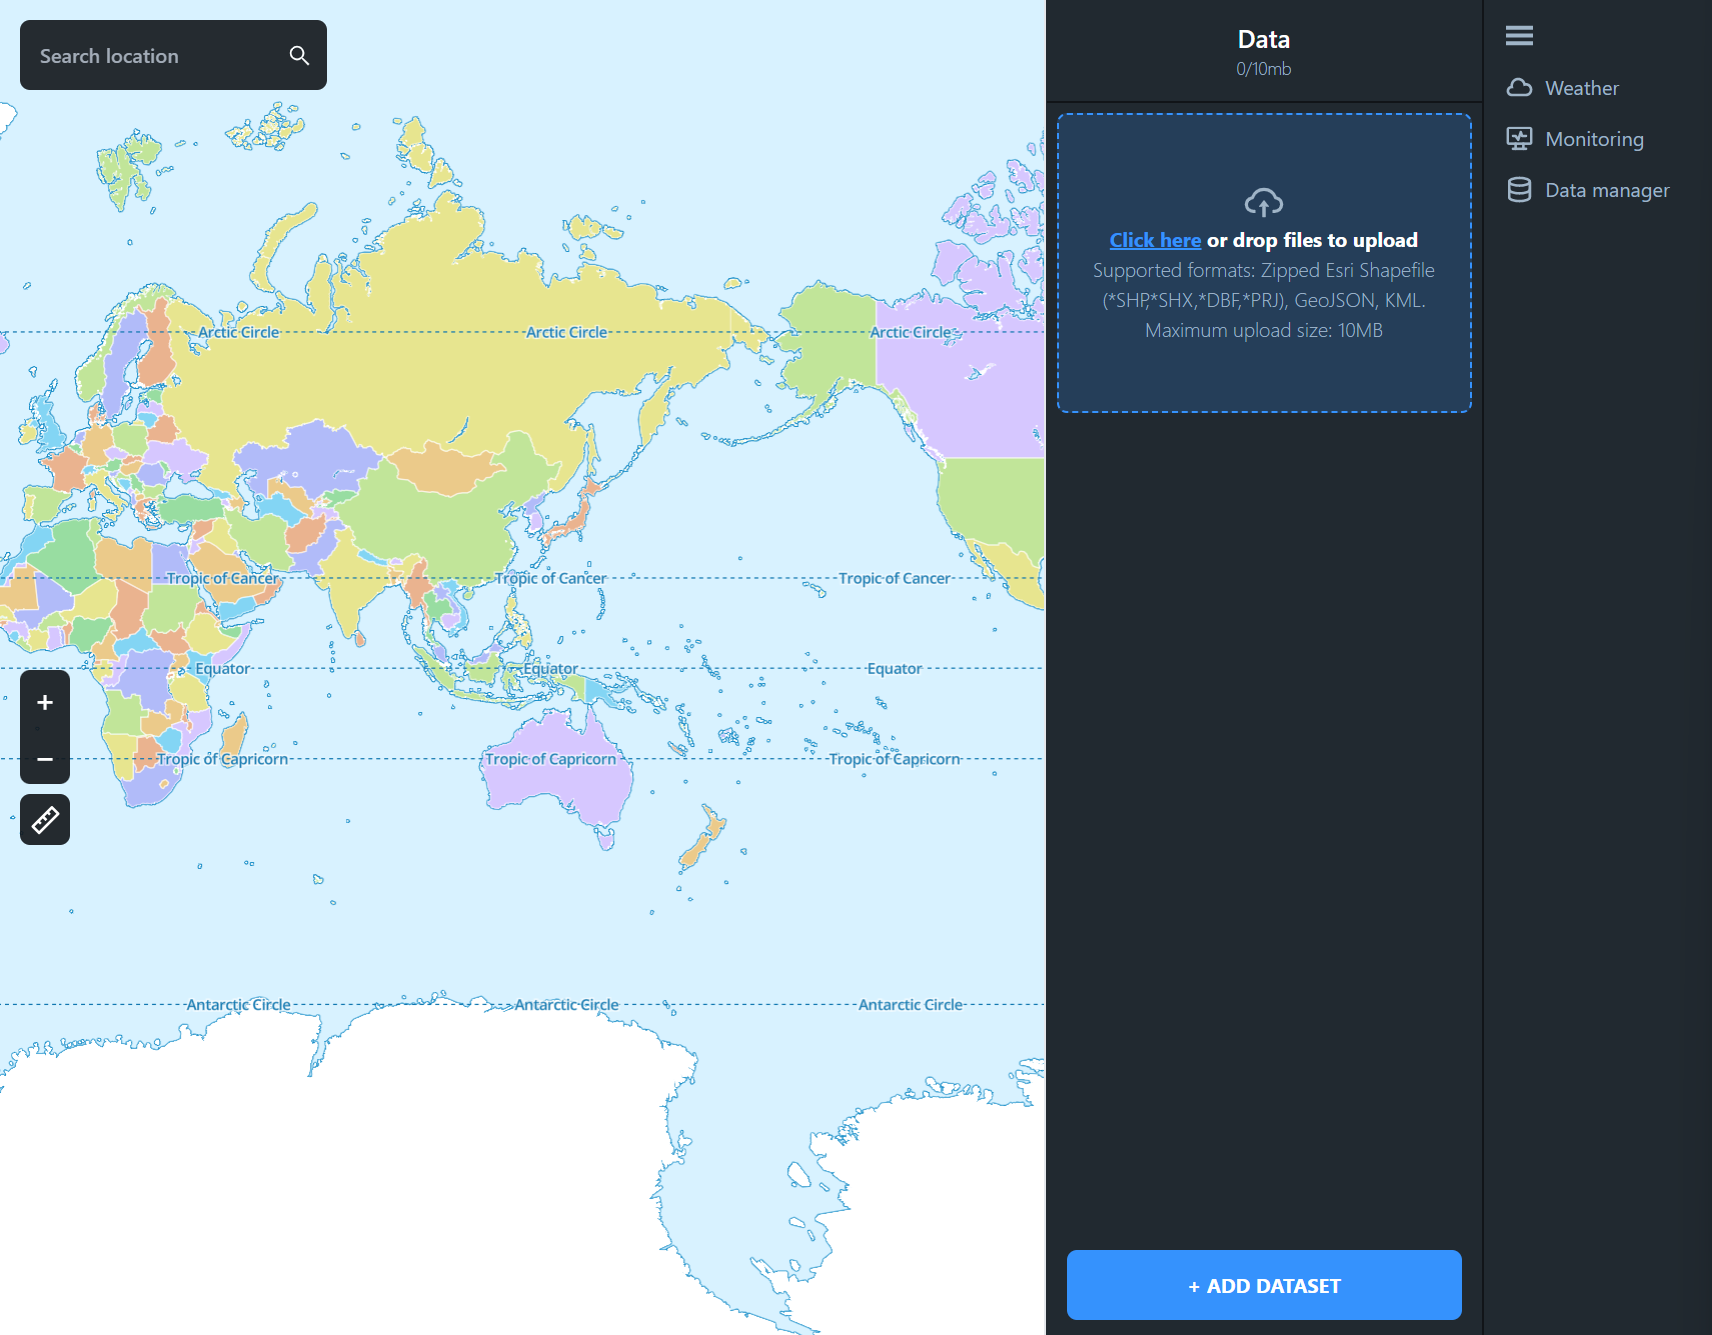 Search location
Arctic Circle
Arctic Circle
Arctic Circle
Tropic of Cancer
Tropic of Cancer
Tropic of Cancer
Equator
Equator
Equator
+
−
Tropic of Capricorn
Tropic of Capricorn
Tropic of Capricorn
Antarctic Circle
Antarctic Circle
Antarctic Circle
Data
0/10mb
Click here or drop files to upload
Supported formats: Zipped Esri Shapefile
(*SHP,*SHX,*DBF,*PRJ), GeoJSON, KML.
Maximum upload size: 10MB
+ ADD DATASET
Weather
Monitoring
Data manager